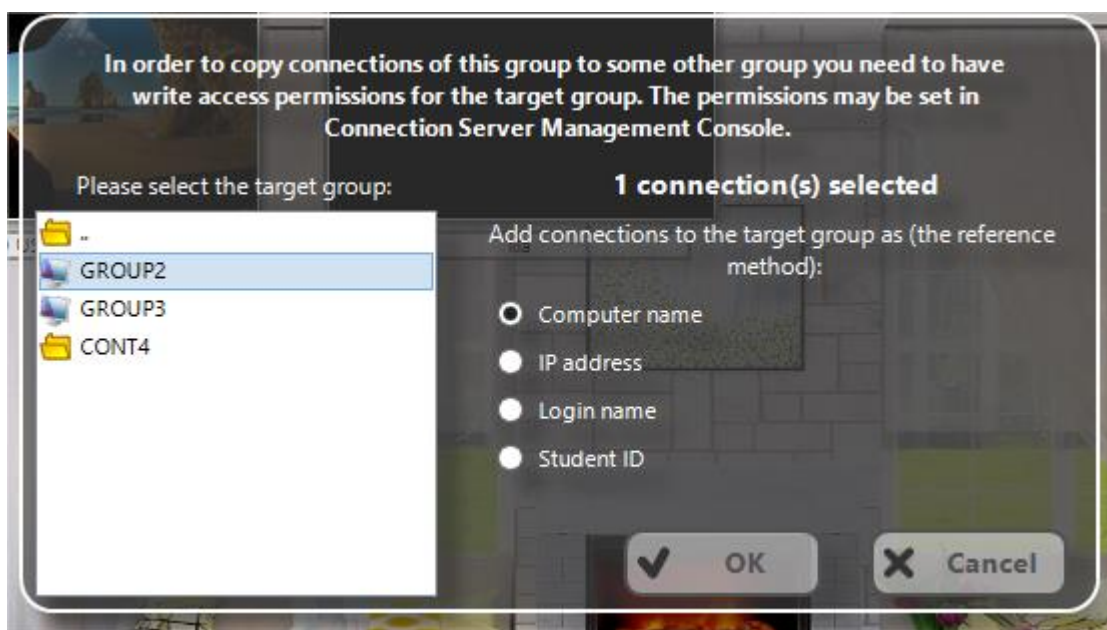 In order to copy connections of this group to some other group you need to have
write access permissions for the target group. The permissions may be set in
Connection Server Management Console.
Please select the target group:
..
GROUP2
GROUP3
CONT4
1 connection(s) selected
Add connections to the target group as (the reference
method):
Computer name
IP address
Login name
Student ID
OK
Cancel